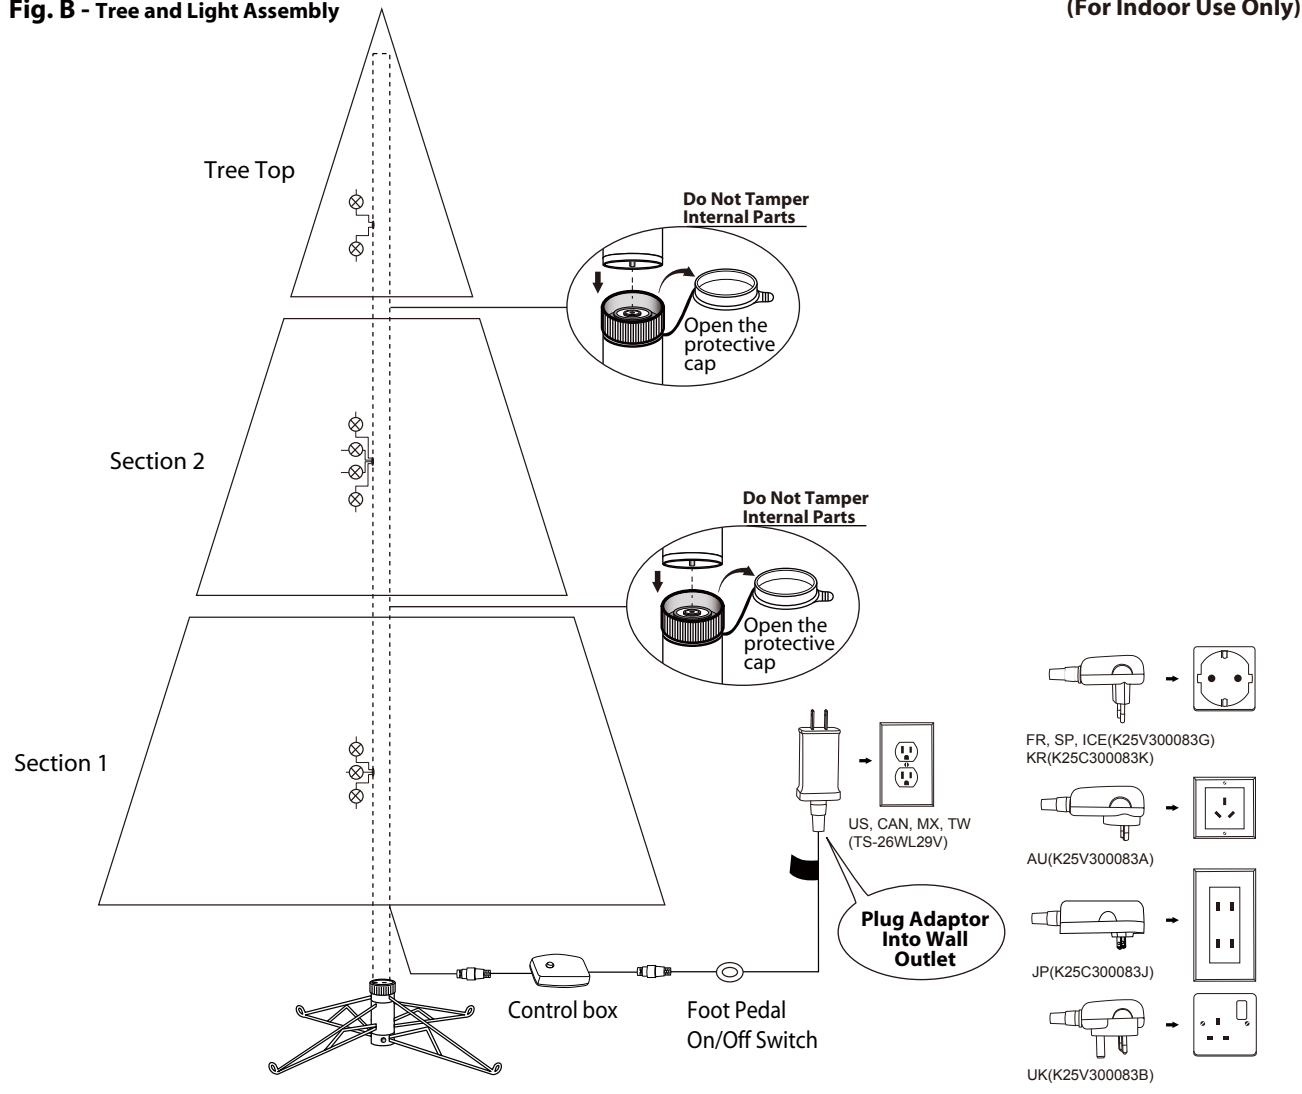 Fig. B - Tree and Light Assembly
(For Indoor Use Only)
Tree Top
Do Not Tamper
Internal Parts
Open the
protective
cap
Section 2
Do Not Tamper
Internal Parts
Open the
protective
cap
Section 1
US, CAN, MX, TW
(TS-26WL29V)
Plug Adaptor
Into Wall
Outlet
Control box
Foot Pedal
On/Off Switch
FR, SP, ICE(K25V300083G)
KR(K25C300083K)
AU(K25V300083A)
JP(K25C300083J)
UK(K25V300083B)